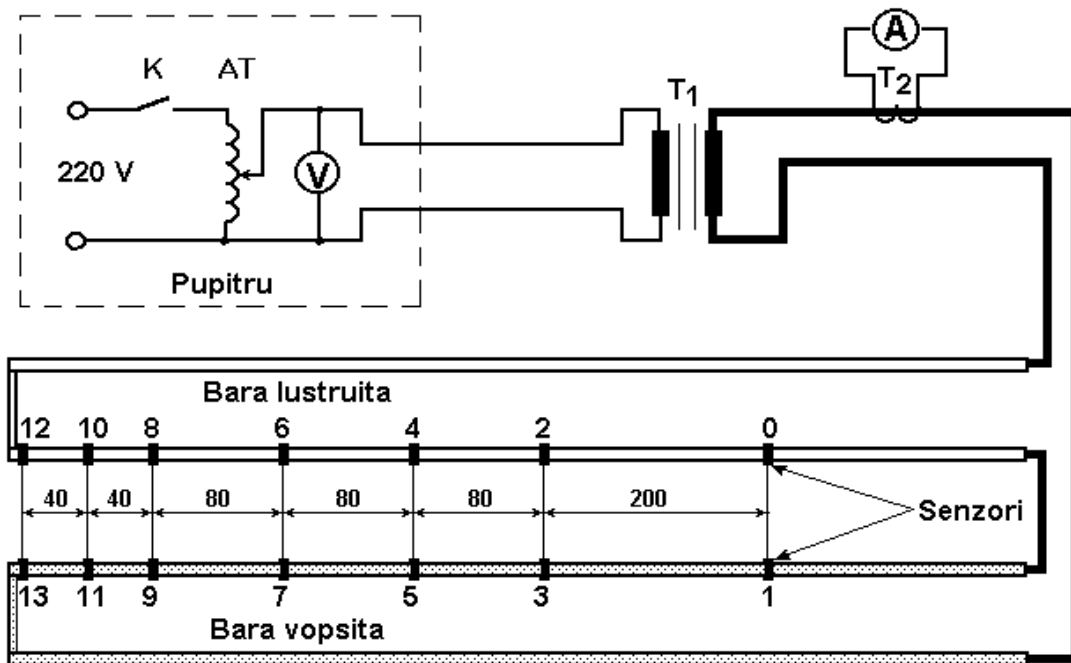 K AT
220 V
V
Pupitru
T1
T2
A
Bara lustruita
12 10 8 6 4 2 0
40 40 80 80 80 200
Senzori
13 11 9 7 5 3 1
Bara vopsita